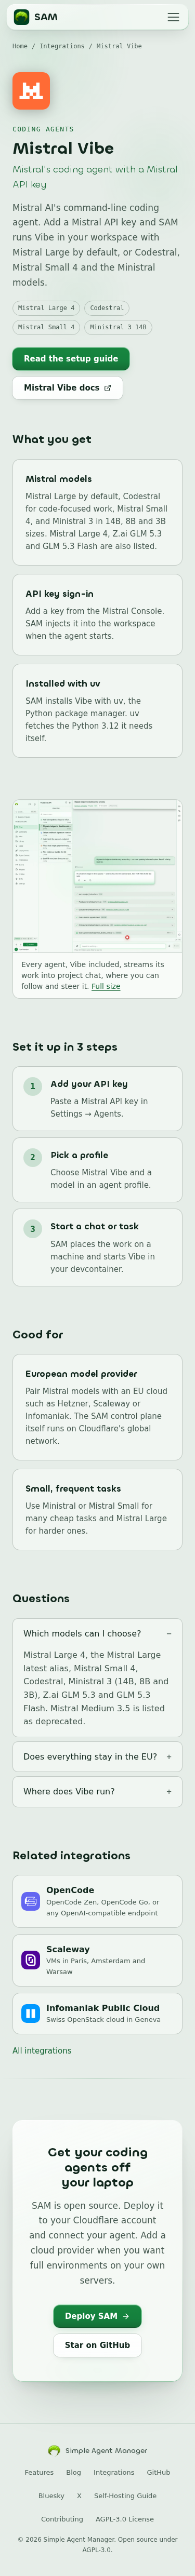 SAM
Home / Integrations / Mistral Vibe
CODING AGENTS
Mistral Vibe
Mistral's coding agent with a Mistral
API key
Mistral AI's command-line coding
agent. Add a Mistral API key and SAM
runs Vibe in your workspace with
Mistral Large by default, or Codestral,
Mistral Small 4 and the Ministral
models.
Mistral Large 4
Codestral
Mistral Small 4
Ministral 3 14B
Read the setup guide
Mistral Vibe docs
What you get
Mistral models
Mistral Large by default, Codestral
for code-focused work, Mistral Small
4, and Ministral 3 in 14B, 8B and 3B
sizes. Mistral Large 4, Z.ai GLM 5.3
and GLM 5.3 Flash are also listed.
API key sign-in
Add a key from the Mistral Console.
SAM injects it into the workspace
when the agent starts.
Installed with uv
SAM installs Vibe with uv, the
Python package manager. uv
fetches the Python 3.12 it needs
itself.
Every agent, Vibe included, streams its
work into project chat, where you can
follow and steer it. Full size
Set it up in 3 steps
1
Add your API key
Paste a Mistral API key in
Settings → Agents.
2
Pick a profile
Choose Mistral Vibe and a
model in an agent profile.
3
Start a chat or task
SAM places the work on a
machine and starts Vibe in
your devcontainer.
Good for
European model provider
Pair Mistral models with an EU cloud
such as Hetzner, Scaleway or
Infomaniak. The SAM control plane
itself runs on Cloudflare's global
network.
Small, frequent tasks
Use Ministral or Mistral Small for
many cheap tasks and Mistral Large
for harder ones.
Questions
Which models can I choose? −
Mistral Large 4, the Mistral Large
latest alias, Mistral Small 4,
Codestral, Ministral 3 (14B, 8B and
3B), Z.ai GLM 5.3 and GLM 5.3
Flash. Mistral Medium 3.5 is listed
as deprecated.
Does everything stay in the EU? +
Where does Vibe run? +
Related integrations
OpenCode
OpenCode Zen, OpenCode Go, or
any OpenAI-compatible endpoint
Scaleway
VMs in Paris, Amsterdam and
Warsaw
Infomaniak Public Cloud
Swiss OpenStack cloud in Geneva
All integrations
Get your coding
agents off
your laptop
SAM is open source. Deploy it
to your Cloudflare account
and connect your agent. Add a
cloud provider when you want
full environments on your own
servers.
Deploy SAM →
Star on GitHub
Simple Agent Manager
Features
Blog
Integrations
GitHub
Bluesky
X
Self-Hosting Guide
Contributing
AGPL-3.0 License
© 2026 Simple Agent Manager. Open source under
AGPL-3.0.